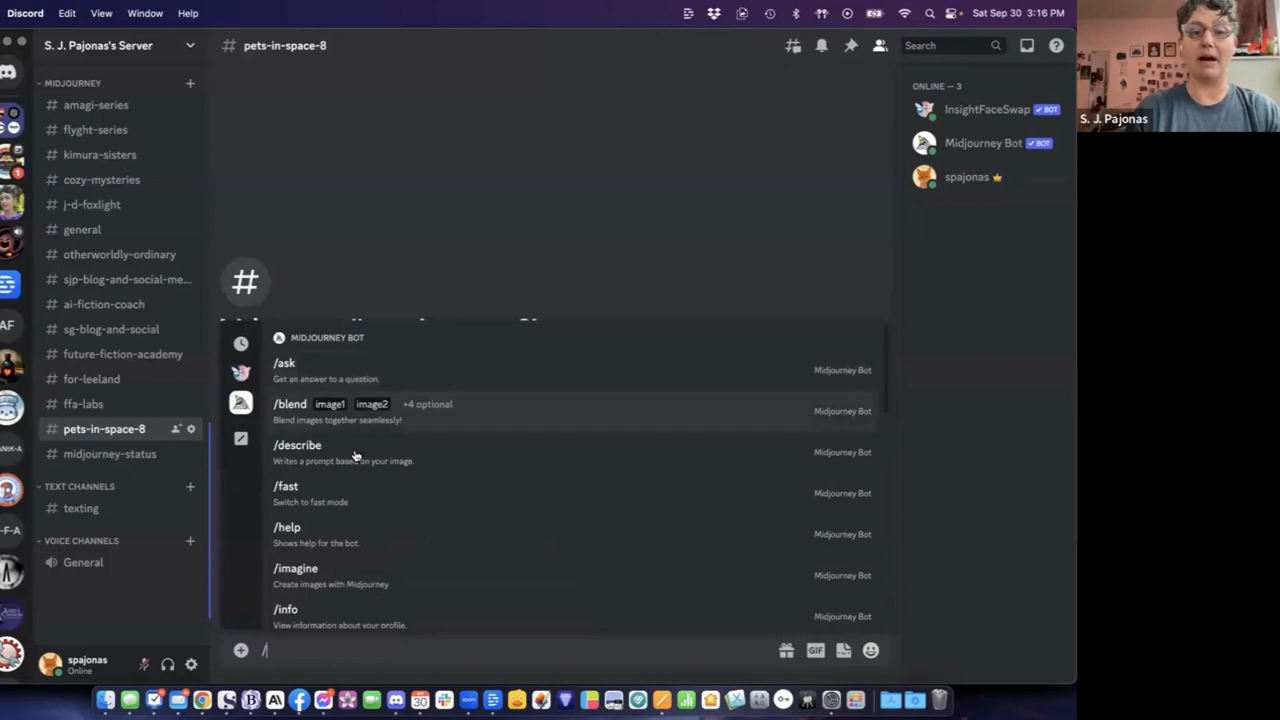 Discord Edit View Window Help
Sat Sep 30 3:16 PM
S. J. Pajonas's Server
MIDJOURNEY
amagi-series
flyght-series
kimura-sisters
cozy-mysteries
j-d-foxlight
general
otherworldly-ordinary
sjp-blog-and-social-me...
ai-fiction-coach
sg-blog-and-social
future-fiction-academy
for-leeland
ffa-labs
pets-in-space-8
midjourney-status
TEXT CHANNELS
texting
VOICE CHANNELS
General
spajonas
Online
# pets-in-space-8
Search
MIDJOURNEY BOT
/ask
Get an answer to a question.
Midjourney Bot
/blend image1 image2 +4 optional
Blend images together seamlessly!
Midjourney Bot
/describe
Writes a prompt based on your image.
Midjourney Bot
/fast
Switch to fast mode
Midjourney Bot
/help
Shows help for the bot.
Midjourney Bot
/imagine
Create images with Midjourney
Midjourney Bot
/info
View information about your profile.
Midjourney Bot
/
GIF
ONLINE — 3
InsightFaceSwap ✓ BOT
Midjourney Bot ✓ BOT
spajonas
S. J. Pajonas